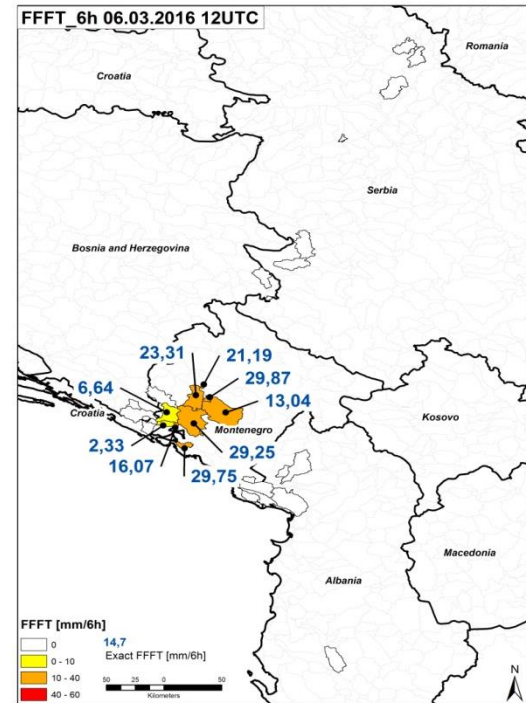 FFFT_6h 06.03.2016 12UTC
Romania
Croatia
Serbia
Bosnia and Herzegovina
23,31
21,19
6,64
29,87
13,04
Croatia
Kosovo
2,33
Montenegro
16,07
29,25
29,75
Macedonia
Albania
FFFT [mm/6h]
0
0 - 10
10 - 40
40 - 60
14,7
Exact FFFT [mm/6h]
50 25 0 50
Kilometers
N